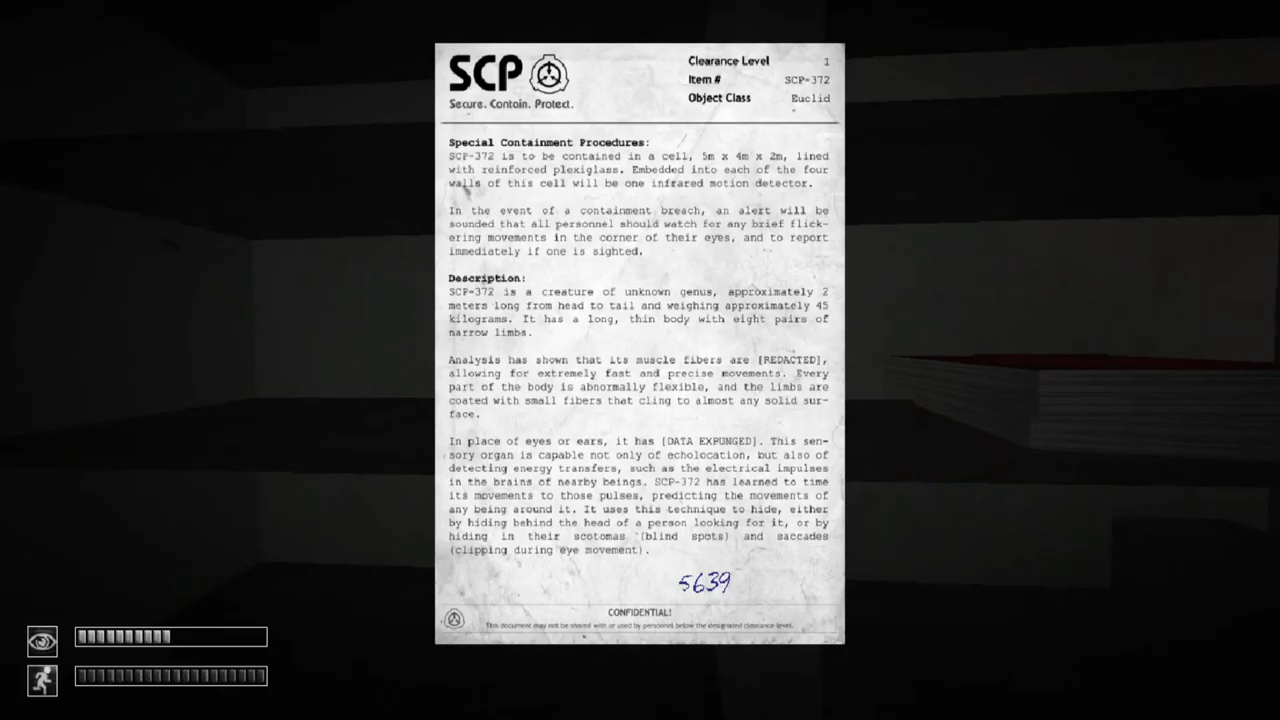 SCP
Secure. Contain. Protect.
Clearance Level 1
Item # SCP-372
Object Class Euclid
Special Containment Procedures:
SCP-372 is to be contained in a cell, 5m x 4m x 2m, lined
with reinforced plexiglass. Embedded into each of the four
walls of this cell will be one infrared motion detector.
In the event of a containment breach, an alert will be
sounded that all personnel should watch for any brief flick-
ering movements in the corner of their eyes, and to report
immediately if one is sighted.
Description:
SCP-372 is a creature of unknown genus, approximately 2
meters long from head to tail and weighing approximately 45
kilograms. It has a long, thin body with eight pairs of
narrow limbs.
Analysis has shown that its muscle fibers are [REDACTED],
allowing for extremely fast and precise movements. Every
part of the body is abnormally flexible, and the limbs are
coated with small fibers that cling to almost any solid sur-
face.
In place of eyes or ears, it has [DATA EXPUNGED]. This sen-
sory organ is capable not only of echolocation, but also of
detecting energy transfers, such as the electrical impulses
in the brains of nearby beings. SCP-372 has learned to time
its movements to those pulses, predicting the movements of
any being around it. It uses this technique to hide, either
by hiding behind the head of a person looking for it, or by
hiding in their scotomas (blind spots) and saccades
(clipping during eye movement).
5639
CONFIDENTIAL!
This document may not be shared with or used by personnel below the designated clearance level.